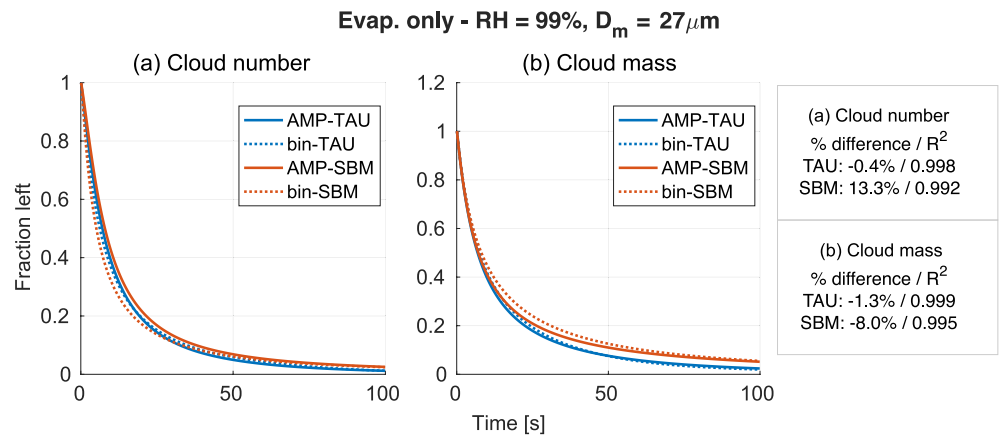 Evap. only - RH = 99%, D_m = 27μm
(a) Cloud number
1
0.8
0.6
0.4
0.2
0
0
50
100
Fraction left
AMP-TAU
bin-TAU
AMP-SBM
bin-SBM
(b) Cloud mass
1.2
1
0.8
0.6
0.4
0.2
0
0
50
100
AMP-TAU
bin-TAU
AMP-SBM
bin-SBM
Time [s]
(a) Cloud number
% difference / R²
TAU: -0.4% / 0.998
SBM: 13.3% / 0.992
(b) Cloud mass
% difference / R²
TAU: -1.3% / 0.999
SBM: -8.0% / 0.995